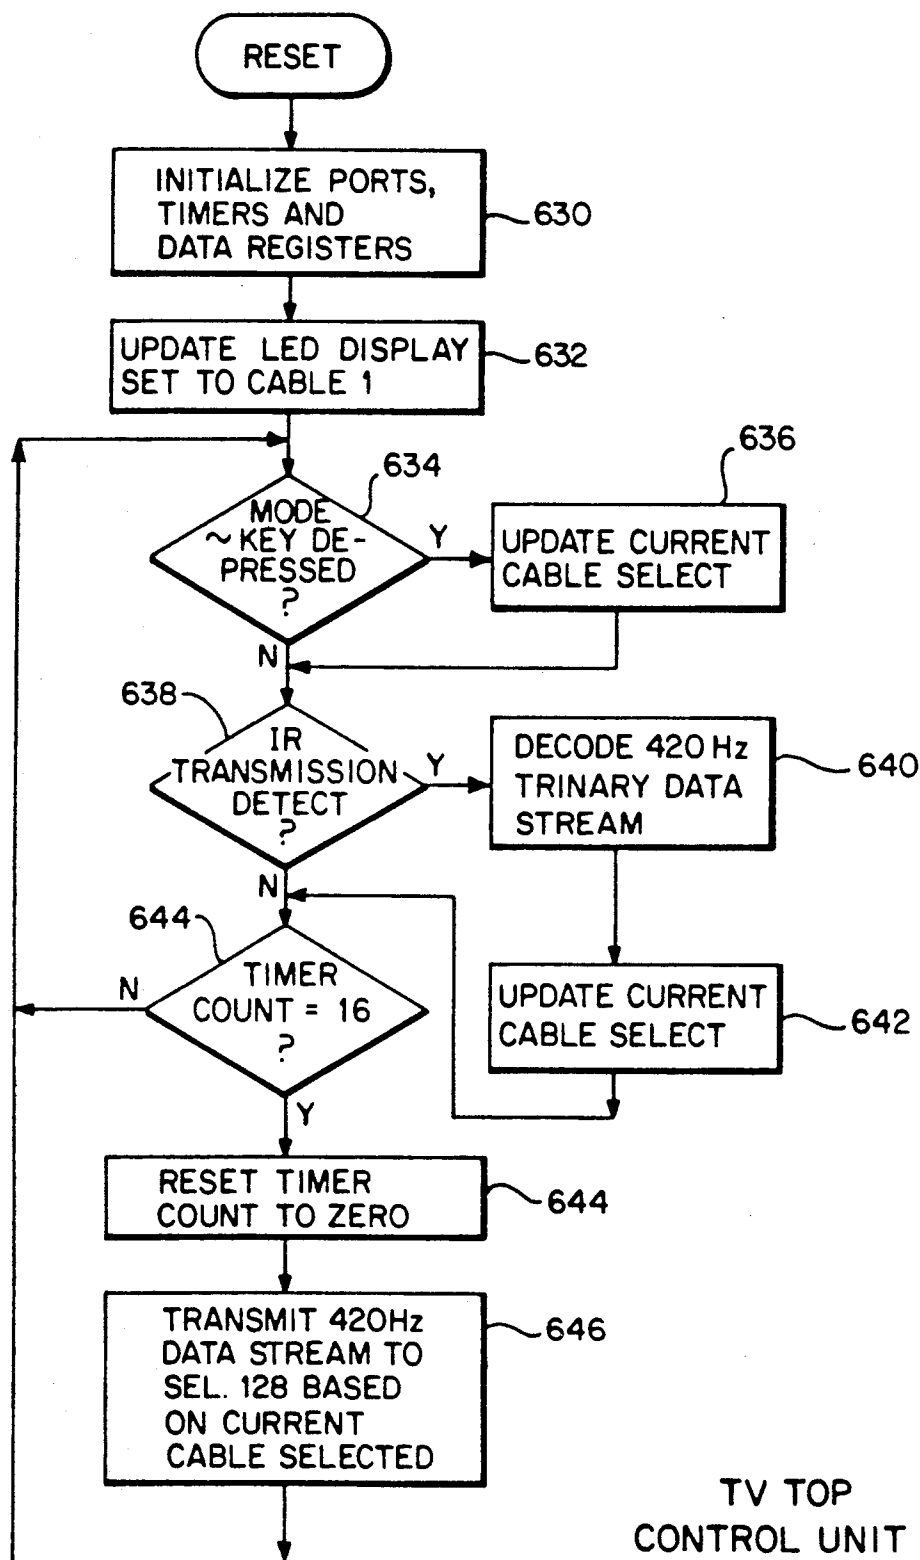 RESET
INITIALIZE PORTS,
TIMERS AND
DATA REGISTERS
630
UPDATE LED DISPLAY
SET TO CABLE 1
632
634
MODE
~ KEY DE-
PRESSED
?
Y
N
636
UPDATE CURRENT
CABLE SELECT
638
IR
TRANSMISSION
DETECT
?
Y
N
DECODE 420 Hz
TRINARY DATA
STREAM
640
UPDATE CURRENT
CABLE SELECT
642
644
TIMER
COUNT = 16
?
N
Y
RESET TIMER
COUNT TO ZERO
644
TRANSMIT 420Hz
DATA STREAM TO
SEL. 128 BASED
ON CURRENT
CABLE SELECTED
646
TV TOP
CONTROL UNIT